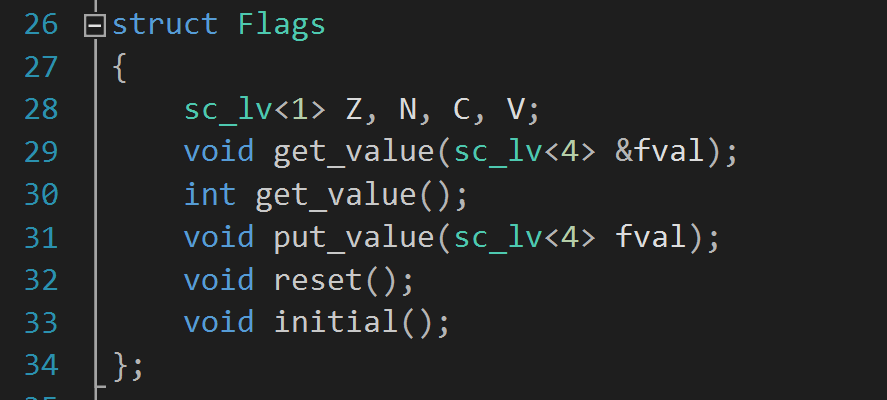 26 struct Flags
27 {
28 sc_lv<1> Z, N, C, V;
29 void get_value(sc_lv<4> &fval);
30 int get_value();
31 void put_value(sc_lv<4> fval);
32 void reset();
33 void initial();
34 };